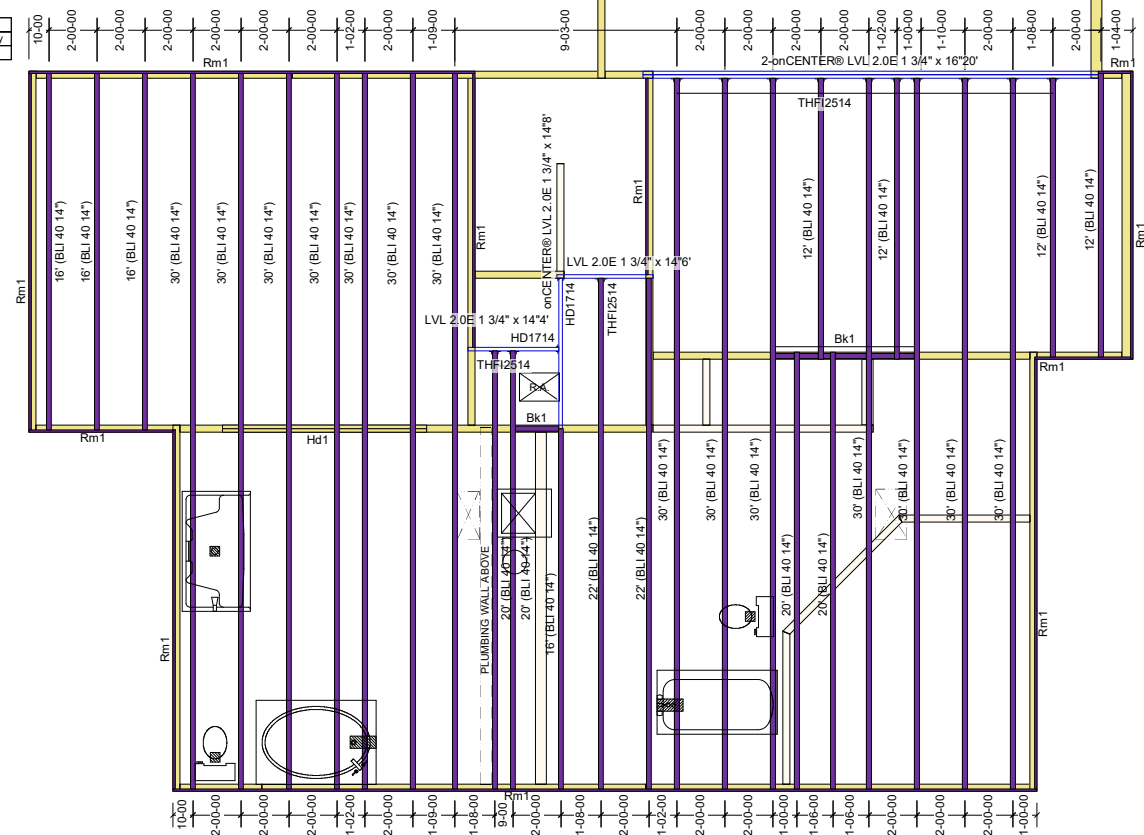 10-00
2-00-00
2-00-00
2-00-00
2-00-00
2-00-00
1-02-00
2-00-00
1-09-00
9-03-00
2-00-00
2-00-00
2-00-00
1-02-00
1-00-00
1-10-00
2-00-00
1-08-00
2-00-00
1-04-00
Rm1
2-onCENTER® LVL 2.0E 1 3/4" x 16"20'
Rm1
THFI2514
onCENTER® LVL 2.0E 1 3/4" x 14"8'
16' (BLI 40 14")
16' (BLI 40 14")
16' (BLI 40 14")
30' (BLI 40 14")
30' (BLI 40 14")
30' (BLI 40 14")
30' (BLI 40 14")
30' (BLI 40 14")
30' (BLI 40 14")
30' (BLI 40 14")
Rm1
Rm1
12' (BLI 40 14")
12' (BLI 40 14")
12' (BLI 40 14")
12' (BLI 40 14")
Rm1
Rm1
LVL 2.0E 1 3/4" x 14"6'
HD1714
THFI2514
LVL 2.0E 1 3/4" x 14"4'
HD1714
THFI2514
Bk1
Rm1
R.A.
Bk1
Rm1
Hd1
30' (BLI 40 14")
30' (BLI 40 14")
30' (BLI 40 14")
30' (BLI 40 14")
30' (BLI 40 14")
30' (BLI 40 14")
30' (BLI 40 14")
PLUMBING WALL ABOVE
20' (BLI 40 14")
20' (BLI 40 14")
16' (BLI 40 14")
22' (BLI 40 14")
22' (BLI 40 14")
20' (BLI 40 14")
20' (BLI 40 14")
Rm1
Rm1
Rm1
10-00
2-00-00
2-00-00
2-00-00
1-02-00
2-00-00
1-09-00
1-08-00
9-00
2-00-00
1-08-00
2-00-00
1-02-00
2-00-00
2-00-00
1-00-00
1-06-00
1-06-00
2-00-00
2-00-00
2-00-00
1-00-00